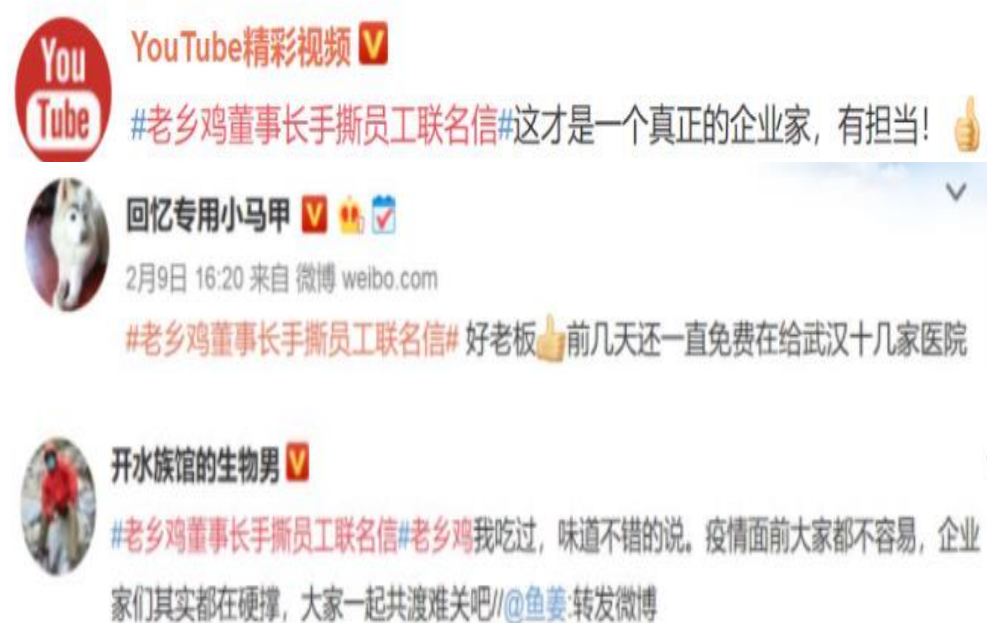 You
Tube
YouTube精彩视频
#老乡鸡董事长手撕员工联名信#这才是一个真正的企业家，有担当！
回忆专用小马甲
2月9日 16:20 来自 微博 weibo.com
#老乡鸡董事长手撕员工联名信# 好老板 前几天还一直免费在给武汉十几家医院
开水族馆的生物男
#老乡鸡董事长手撕员工联名信#老乡鸡我吃过，味道不错的说。疫情面前大家都不容易，企业
家们其实都在硬撑，大家一起共渡难关吧//@鱼姜:转发微博